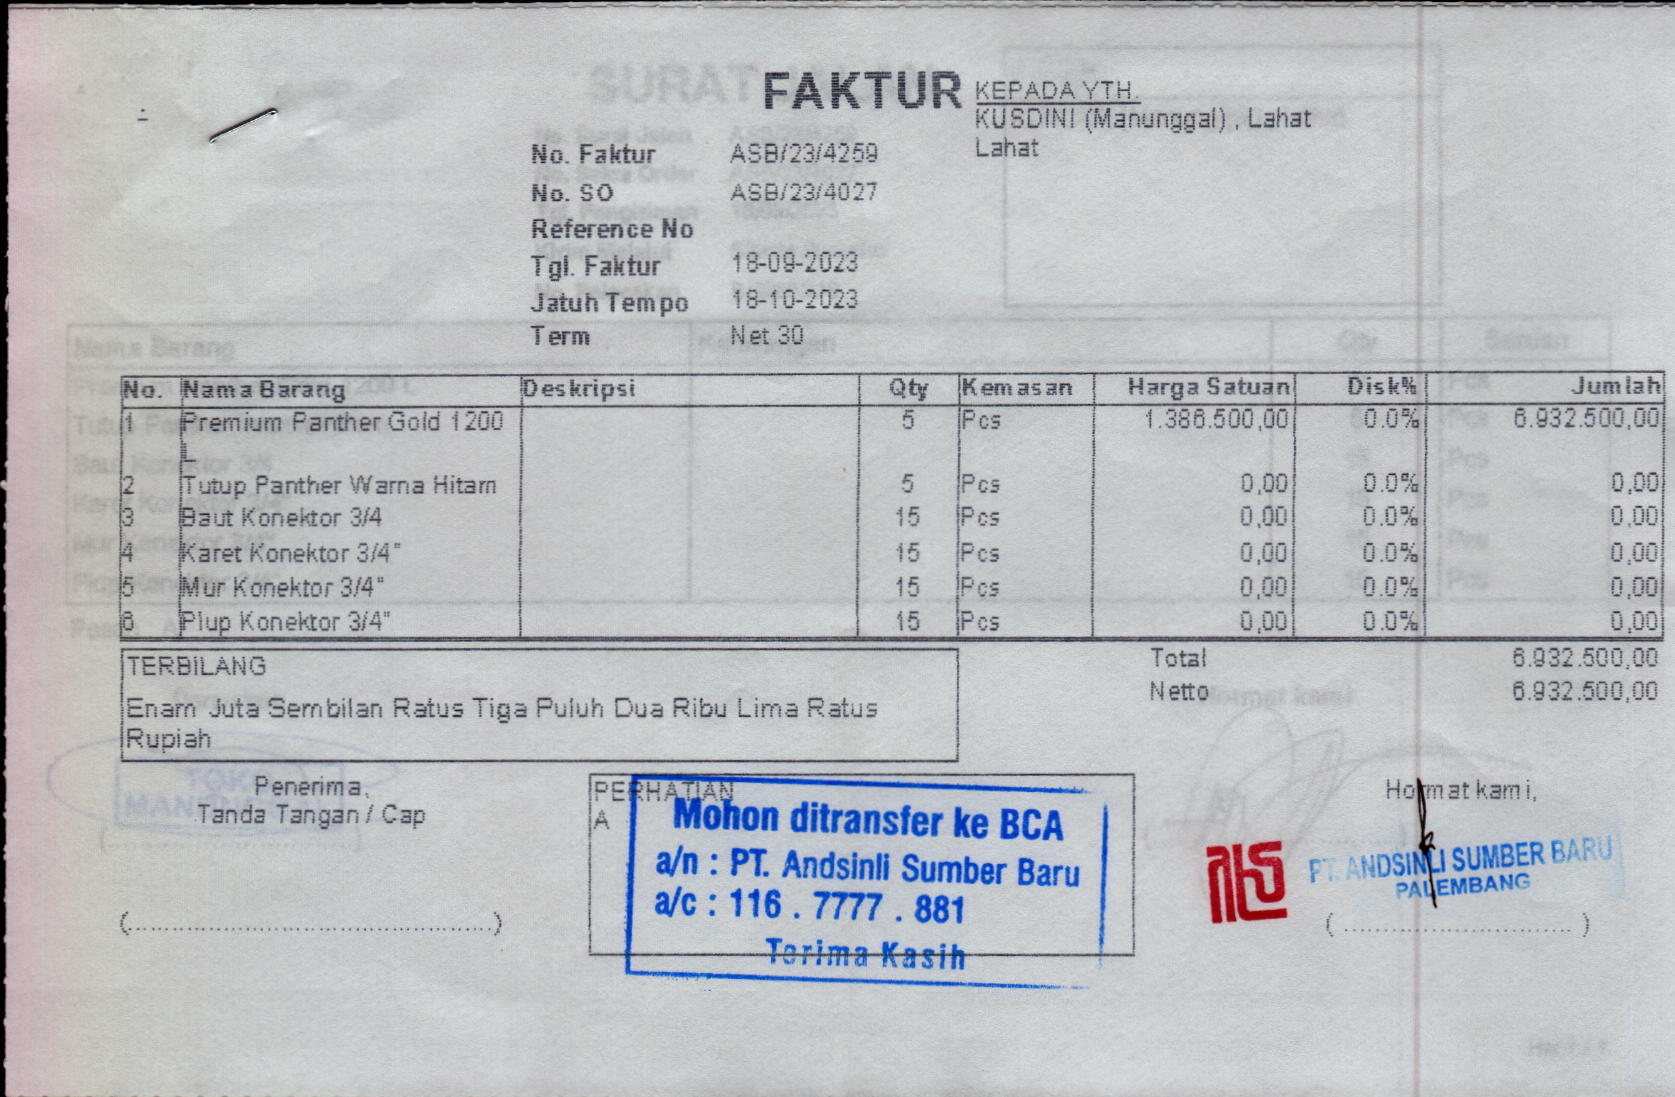 FAKTUR
KEPADA YTH.
KUSDINI (Manunggal) , Lahat
Lahat
No. Faktur ASB/23/4259
No. SO ASB/23/4027
Reference No
Tgl. Faktur 18-09-2023
Jatuh Tempo 18-10-2023
Term Net 30
No. Nama Barang Deskripsi Qty Kemasan Harga Satuan Disk% Jumlah
1 Premium Panther Gold 1200 5 Pcs 1.386.500,00 0.0% 6.932.500,00
L
2 Tutup Panther Warna Hitam 5 Pcs 0,00 0.0% 0,00
3 Baut Konektor 3/4 15 Pcs 0,00 0.0% 0,00
4 Karet Konektor 3/4" 15 Pcs 0,00 0.0% 0,00
5 Mur Konektor 3/4" 15 Pcs 0,00 0.0% 0,00
6 Plup Konektor 3/4" 15 Pcs 0,00 0.0% 0,00
TERBILANG
Enam Juta Sembilan Ratus Tiga Puluh Dua Ribu Lima Ratus
Rupiah
Total 6.932.500,00
Netto 6.932.500,00
Penerima,
Tanda Tangan / Cap
(..............................................)
PERHATIAN
A
Mohon ditransfer ke BCA
a/n : PT. Andsinli Sumber Baru
a/c : 116 . 7777 . 881
Terima Kasih
Hormat kami,
PT. ANDSINLI SUMBER BARU
PALEMBANG
( ............................. )